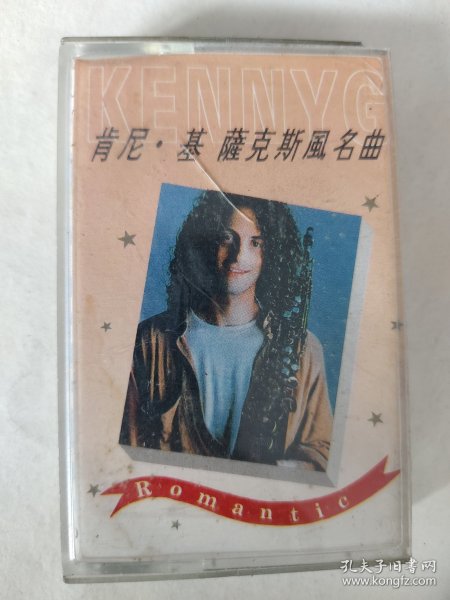 KENNYG
肯尼·基 薩克斯風名曲
Romantic
孔夫子旧书网
www.kongfz.com